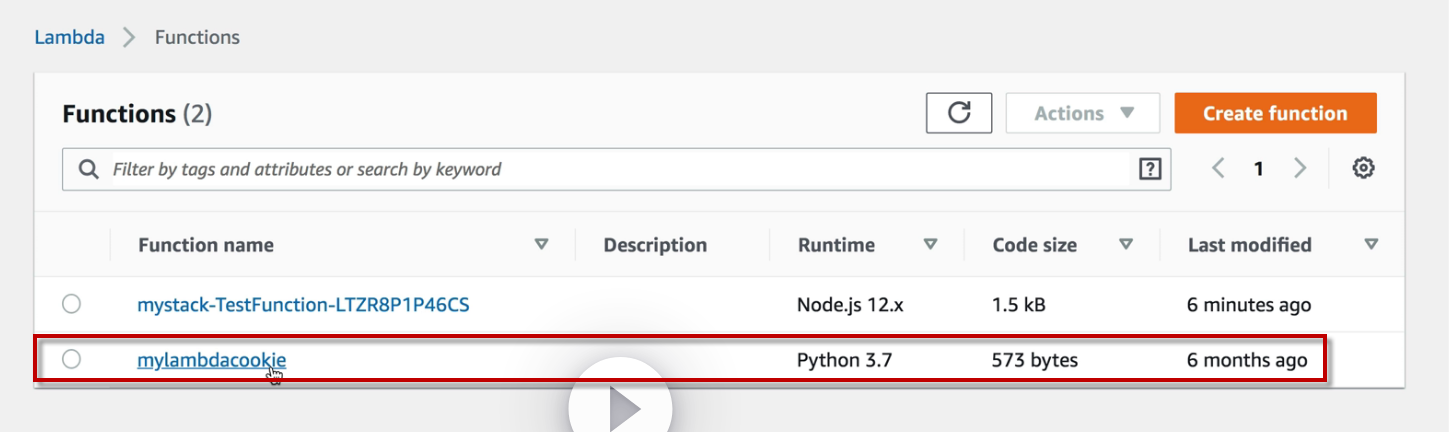 Lambda > Functions
Functions (2)
Actions
Create function
Filter by tags and attributes or search by keyword
?
1
Function name Description Runtime Code size Last modified
mystack-TestFunction-LTZR8P1P46CS Node.js 12.x 1.5 kB 6 minutes ago
mylambdacookie Python 3.7 573 bytes 6 months ago